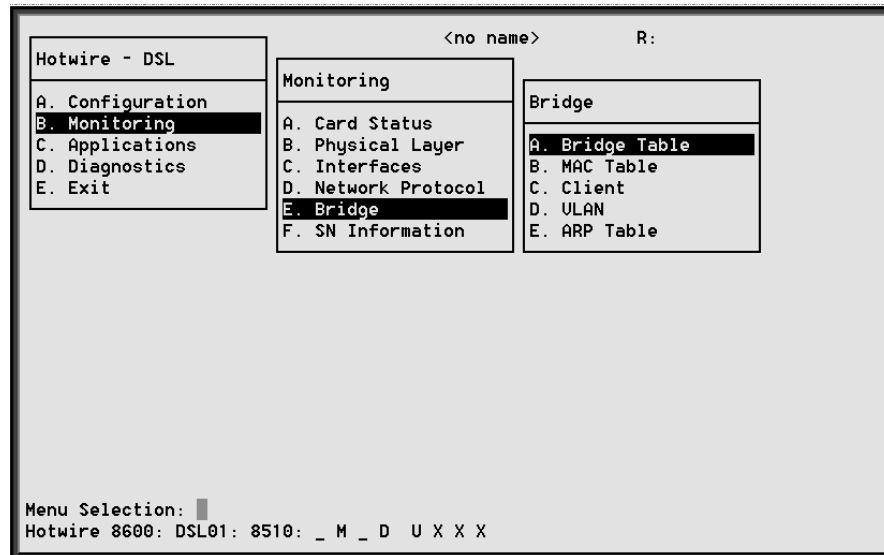 <no name> R:
Hotwire - DSL
A. Configuration
B. Monitoring
C. Applications
D. Diagnostics
E. Exit
Monitoring
A. Card Status
B. Physical Layer
C. Interfaces
D. Network Protocol
E. Bridge
F. SN Information
Bridge
A. Bridge Table
B. MAC Table
C. Client
D. VLAN
E. ARP Table
Menu Selection:
Hotwire 8600: DSL01: 8510: _ M _ D U X X X